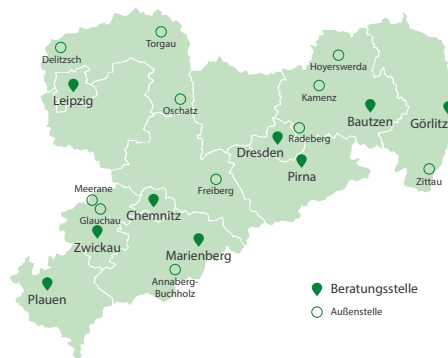 Torgau
Delitzsch
Hoyerswerda
Leipzig
Kamenz
Oschatz
Bautzen
Görlitz
Radeberg
Dresden
Pirna
Zittau
Meerane
Freiberg
Glauchau
Chemnitz
Zwickau
Marienberg
Annaberg-
Buchholz
Plauen
Beratungsstelle
Außenstelle